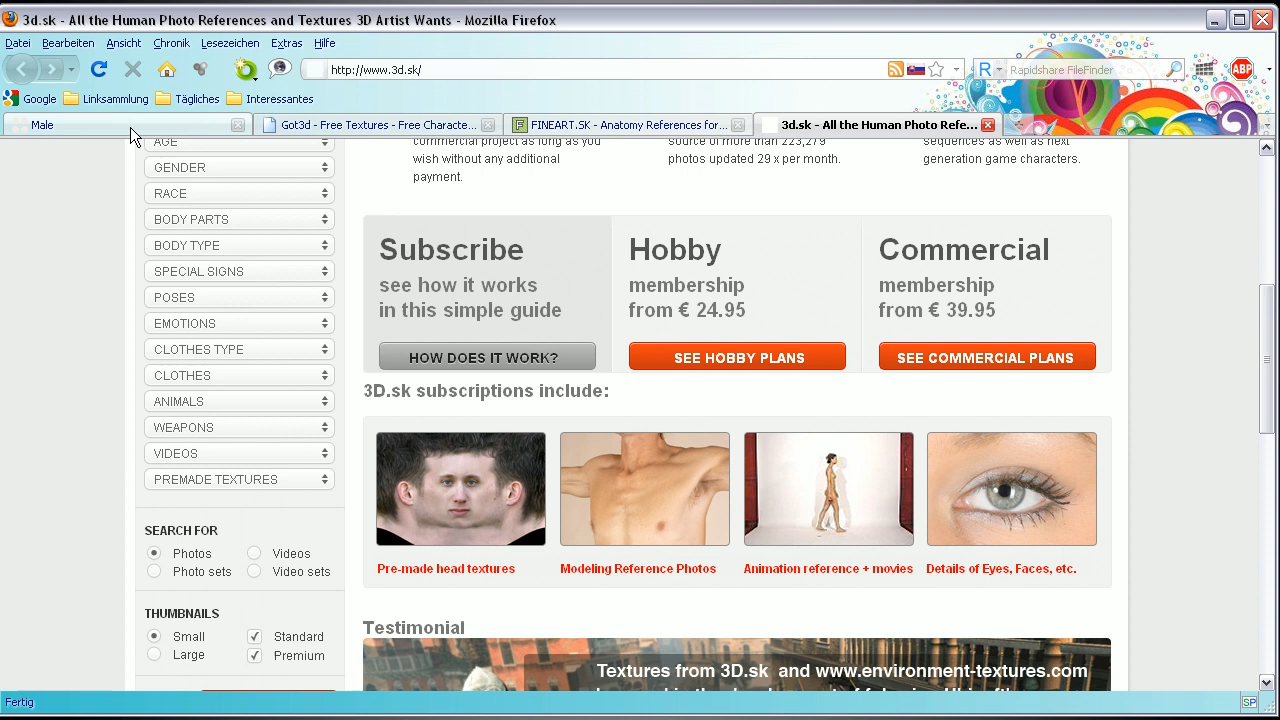 3d.sk - All the Human Photo References and Textures 3D Artist Wants - Mozilla Firefox
Datei Bearbeiten Ansicht Chronik Lesezeichen Extras Hilfe
http://www.3d.sk/
R Rapidshare FileFinder
ABP
Google Linksammlung Tägliches Interessantes
Male
Got3d - Free Textures - Free Characte...
FINEART.SK - Anatomy References for...
3d.sk - All the Human Photo Refe...
AGE
GENDER
RACE
BODY PARTS
BODY TYPE
SPECIAL SIGNS
POSES
EMOTIONS
CLOTHES TYPE
CLOTHES
ANIMALS
WEAPONS
VIDEOS
PREMADE TEXTURES
SEARCH FOR
Photos Videos
Photo sets Video sets
THUMBNAILS
Small Standard
Large Premium
project as long as you
wish without any additional
payment.
more than 223,279
photos updated 29 x per month.
sequences as well as next
generation game characters.
Subscribe
see how it works
in this simple guide
HOW DOES IT WORK?
Hobby
membership
from € 24.95
SEE HOBBY PLANS
Commercial
membership
from € 39.95
SEE COMMERCIAL PLANS
3D.sk subscriptions include:
Pre-made head textures
Modeling Reference Photos
Animation reference + movies
Details of Eyes, Faces, etc.
Testimonial
Textures from 3D.sk and www.environment-textures.com
Fertig
SP